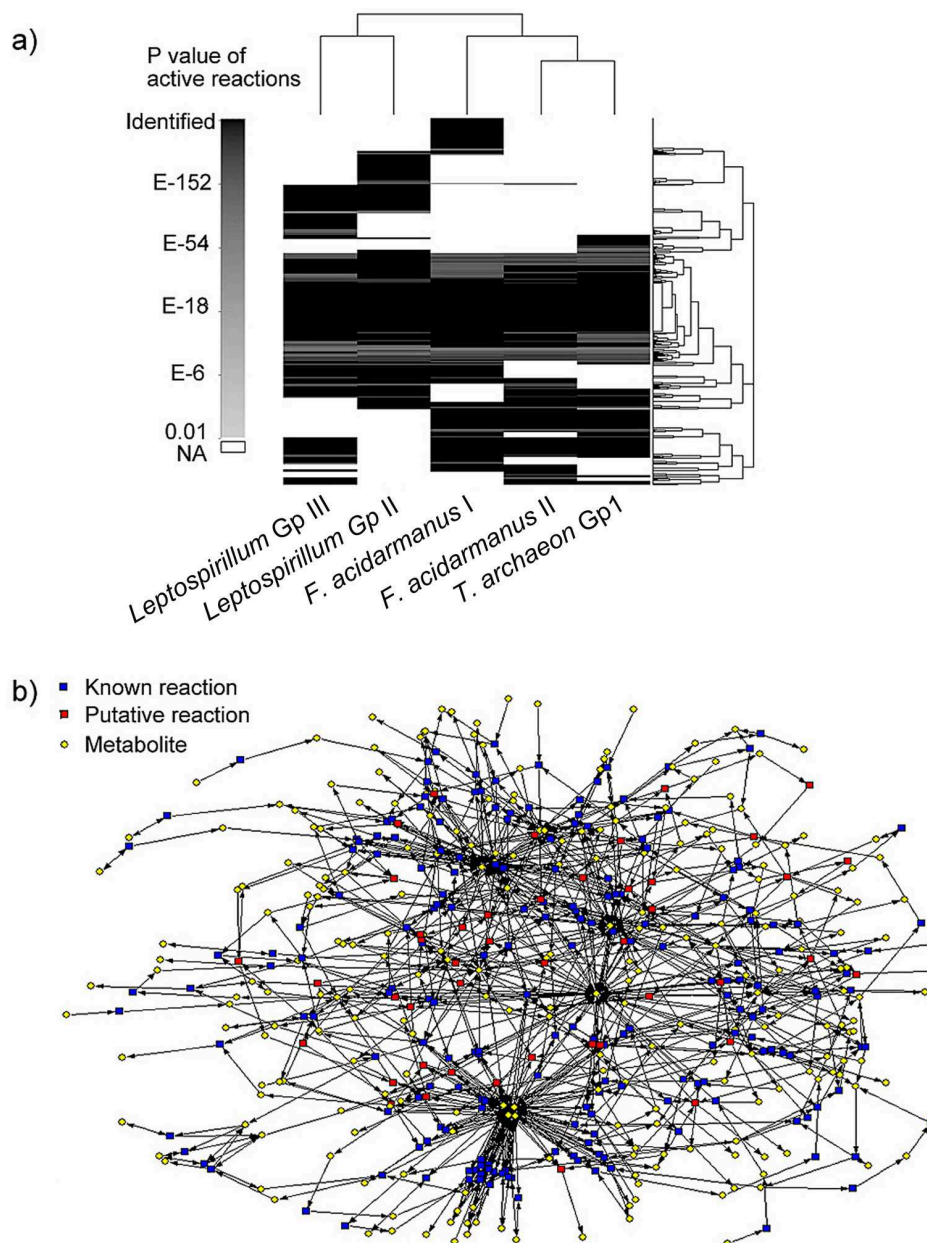 a)
P value of
active reactions
Identified
E-152
E-54
E-18
E-6
0.01
NA
Leptospirillum Gp III
Leptospirillum Gp II
F. acidarmanus I
F. acidarmanus II
T. archaeon Gp1
b)
Known reaction
Putative reaction
Metabolite